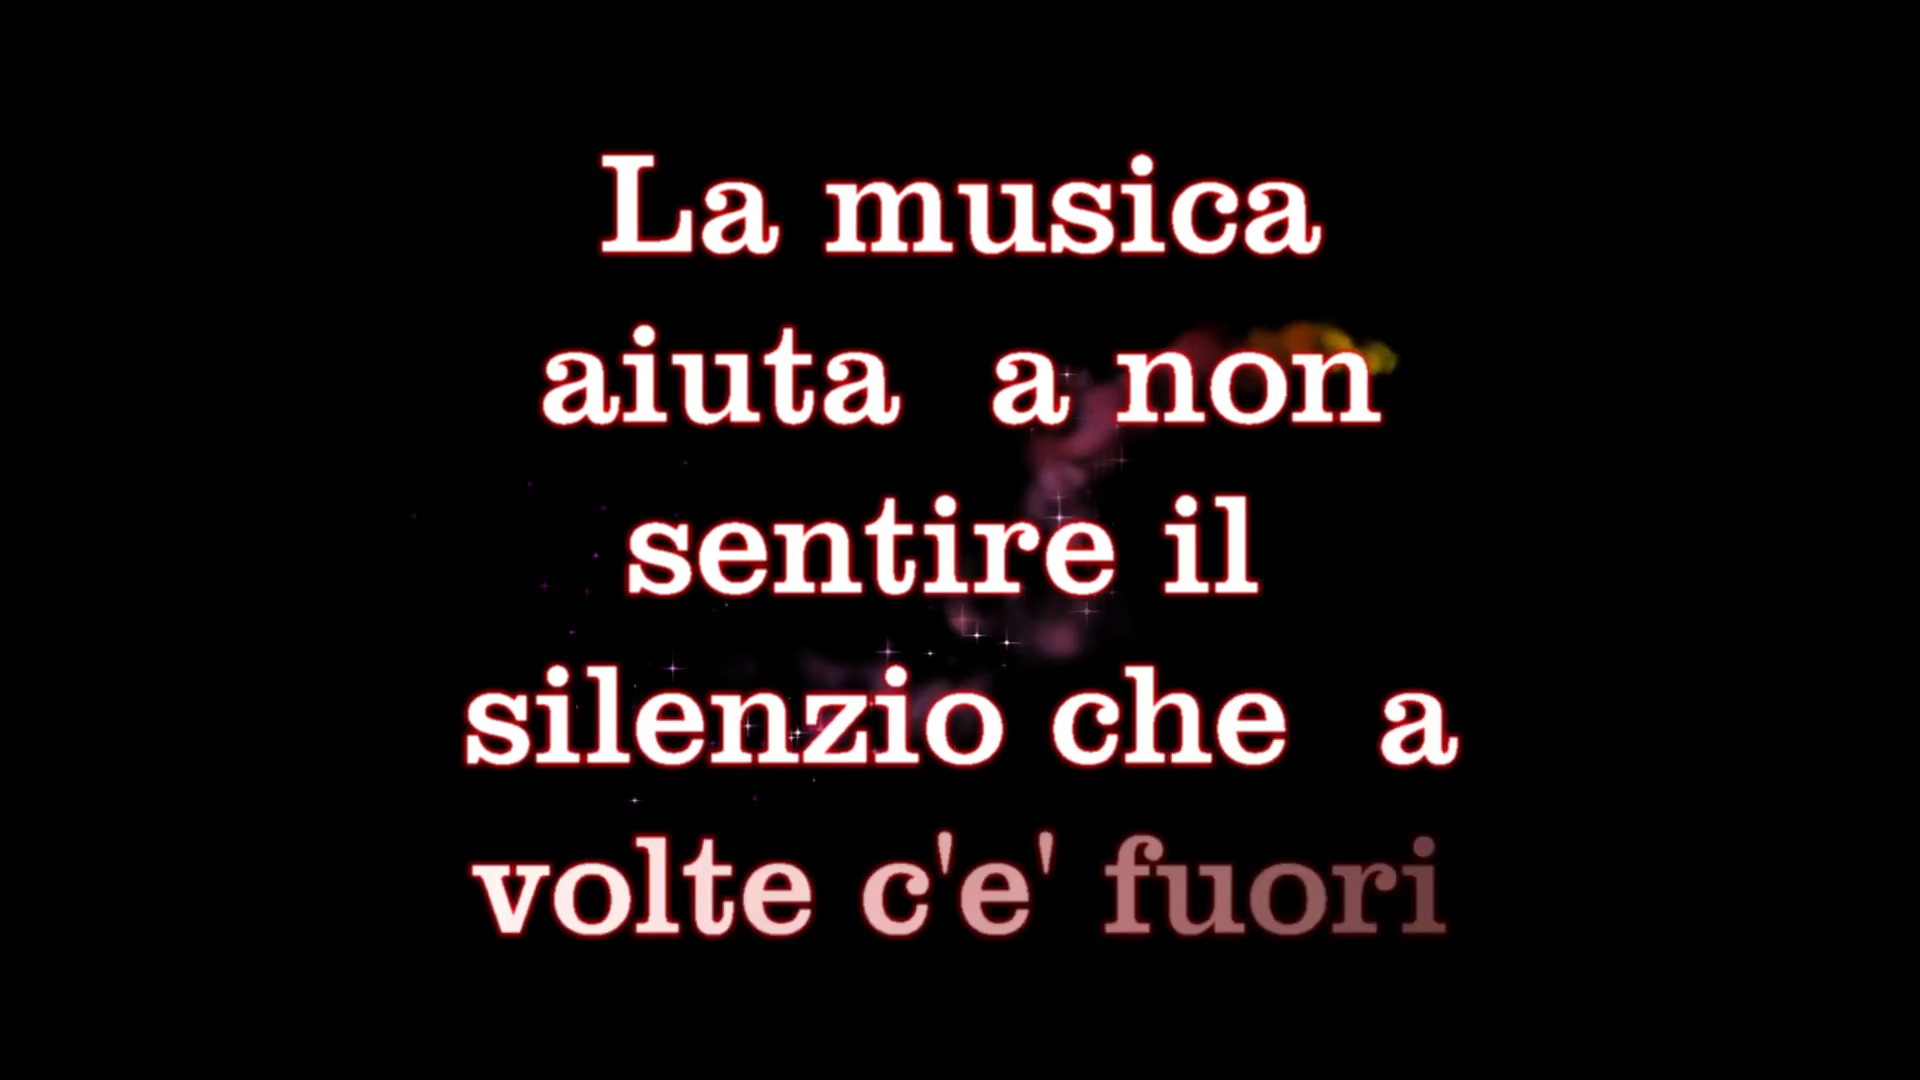 La musica
aiuta  a non
sentire il
silenzio che  a
volte c'e' fuori